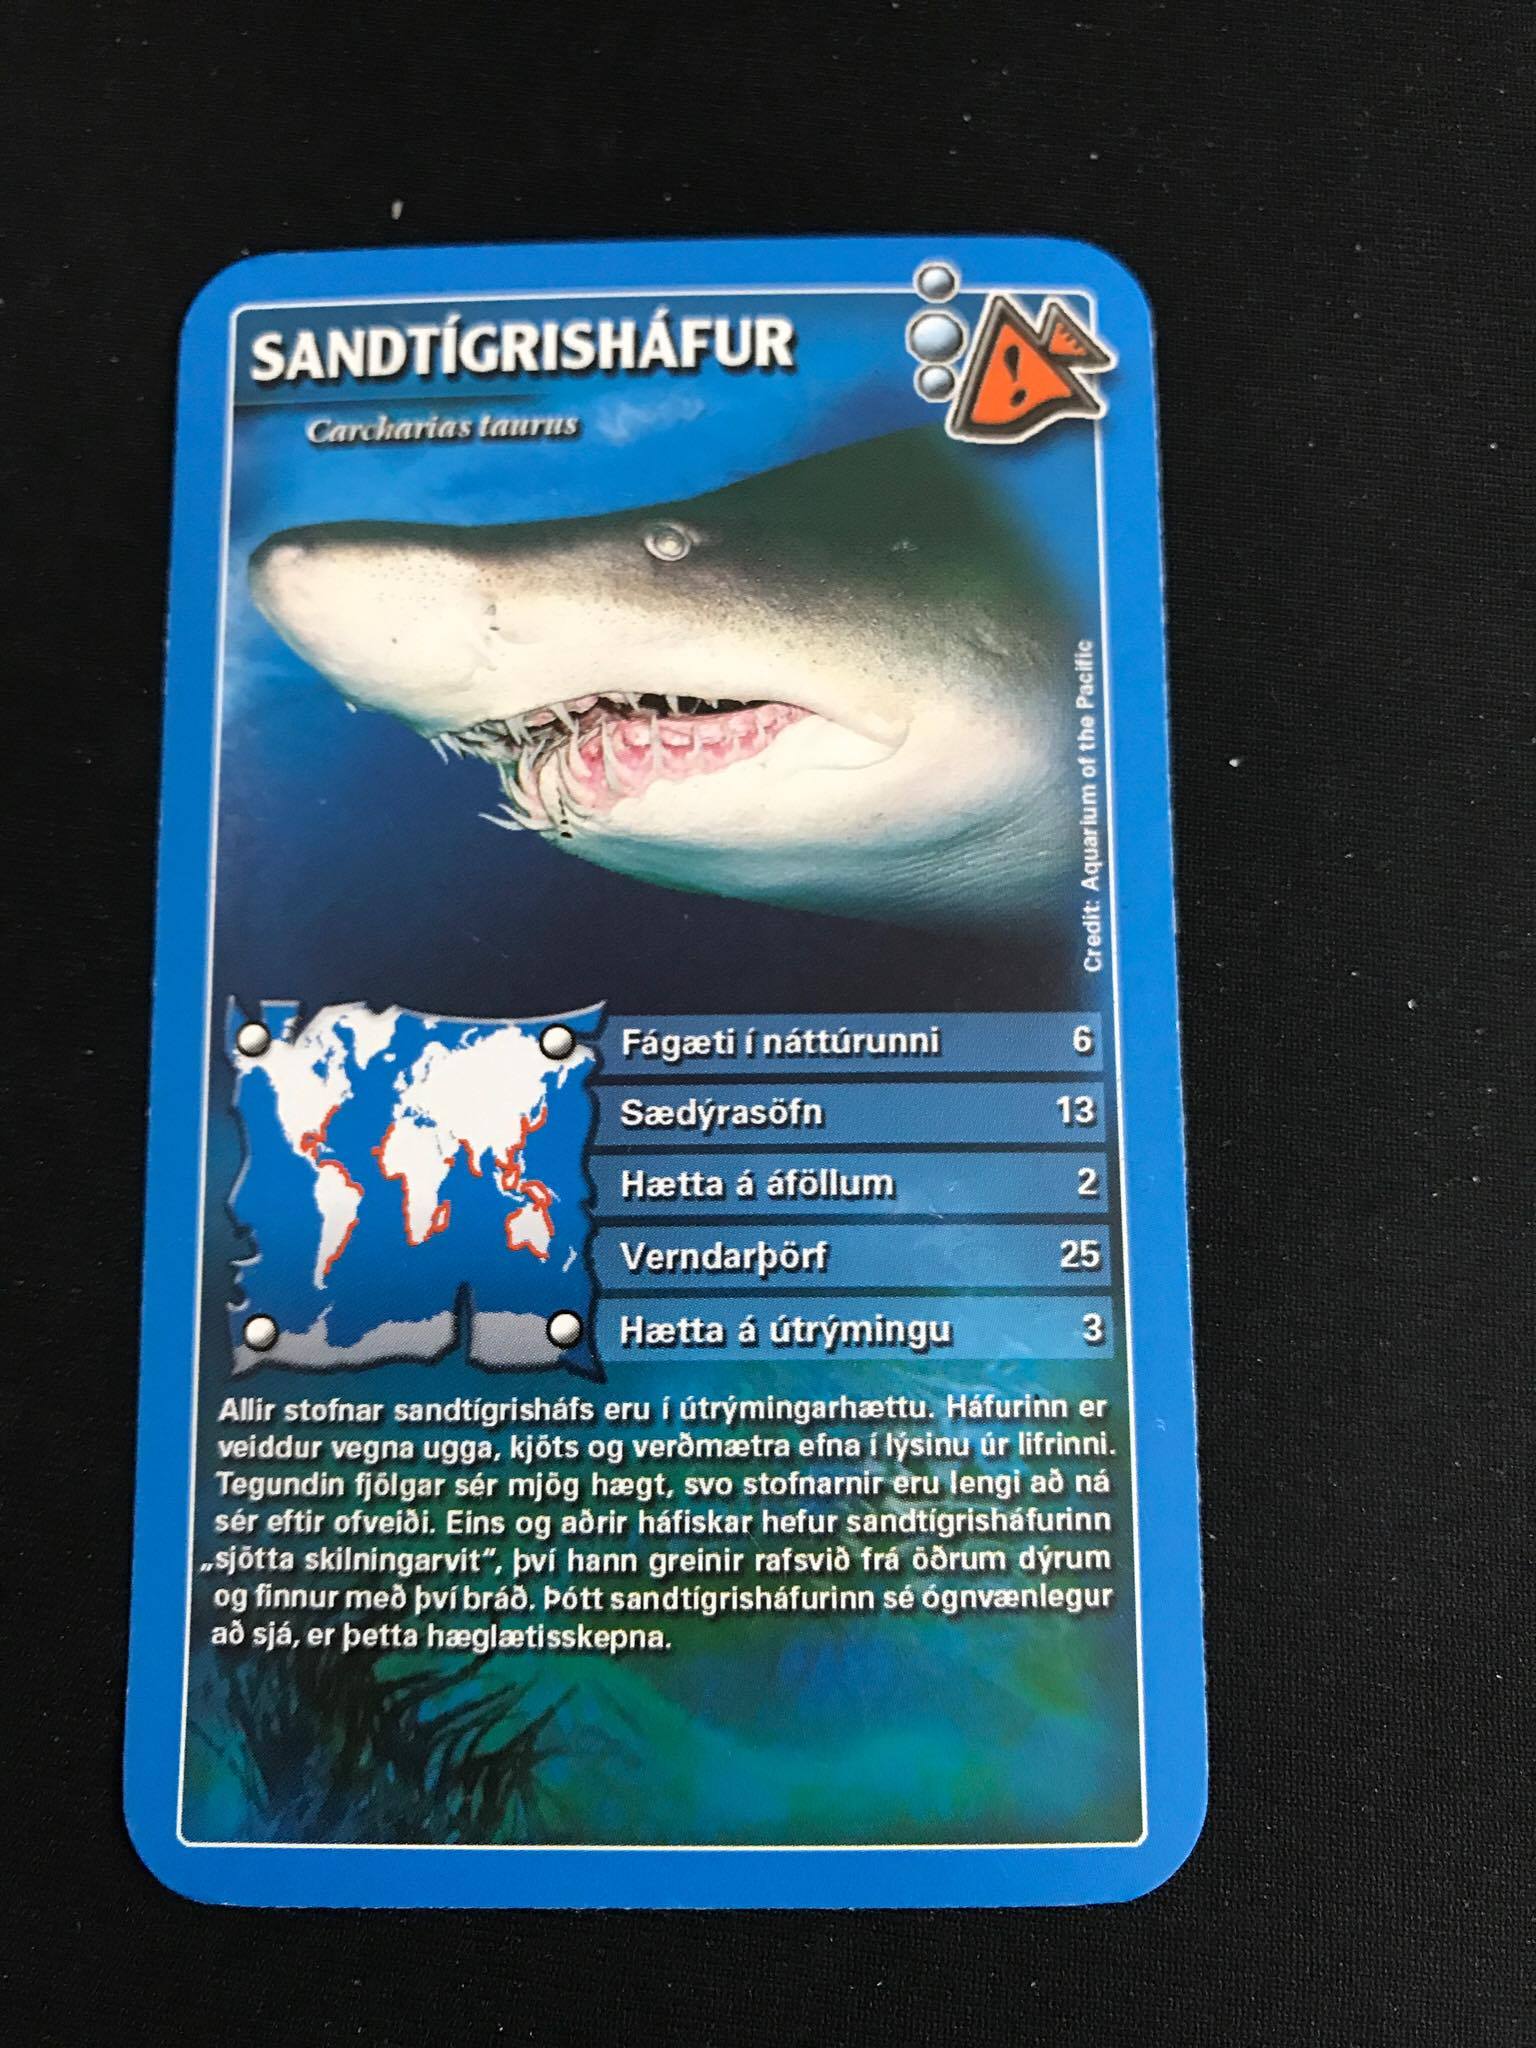 SANDTÍGRISHÁFUR
Carcharias taurus
Credit: Aquarium of the Pacific
Fágæti í náttúrunni 6
Sædýrasöfn 13
Hætta á áföllum 2
Verndarþörf 25
Hætta á útrýmingu 3
Allir stofnar sandtígrisháfs eru í útrýmingarhættu. Háfurinn er
veiddur vegna ugga, kjöts og verðmætra efna í lýsinu úr lifrinni.
Tegundin fjölgar sér mjög hægt, svo stofnarnir eru lengi að ná
sér eftir ofveiði. Eins og aðrir háfiskar hefur sandtígrisháfurinn
„sjötta skilningarvit“, því hann greinir rafsvið frá öðrum dýrum
og finnur með því bráð. Þótt sandtígrisháfurinn sé ógnvænlegur
að sjá, er þetta hæglætisskepna.